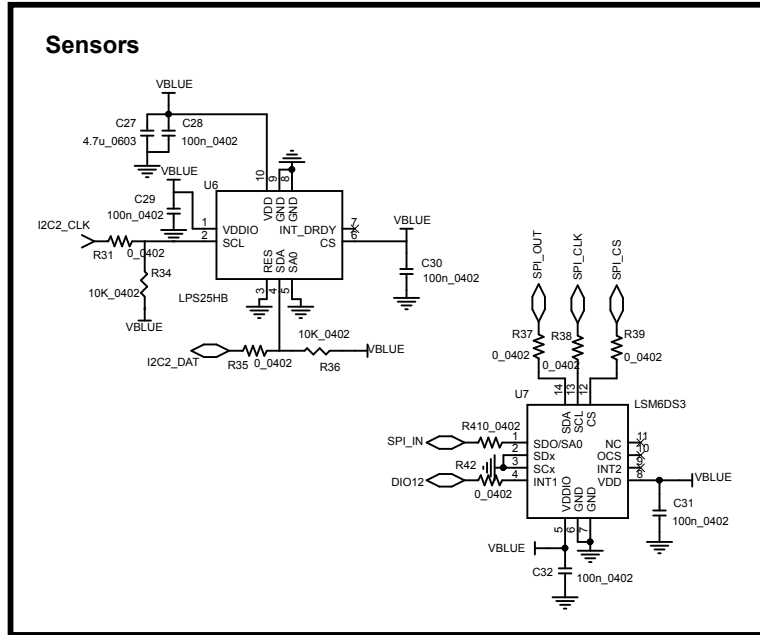 Sensors
VBLUE
C27
C28
4.7u_0603
100n_0402
VBLUE
U6
10
9
8
VDD
GND
GND
C29
100n_0402
1
VDDIO
INT_DRDY
7
I2C2_CLK
2
SCL
CS
6
VBLUE
R31
0_0402
RES
SDA
SA0
C30
100n_0402
R34
10K_0402
3
4
5
LPS25HB
VBLUE
10K_0402
I2C2_DAT
VBLUE
R35
0_0402
R36
SPI_OUT
SPI_CLK
SPI_CS
R37
R38
R39
0_0402
0_0402
0_0402
U7
14
13
12
LSM6DS3
SDA
SCL
CS
SPI_IN
R410_0402
1
SDO/SA0
NC
11
2
SDx
OCS
10
R42
3
SCx
INT2
9
DIO12
4
INT1
VDD
8
VBLUE
0_0402
VDDIO
GND
GND
C31
100n_0402
5
6
7
VBLUE
C32
100n_0402